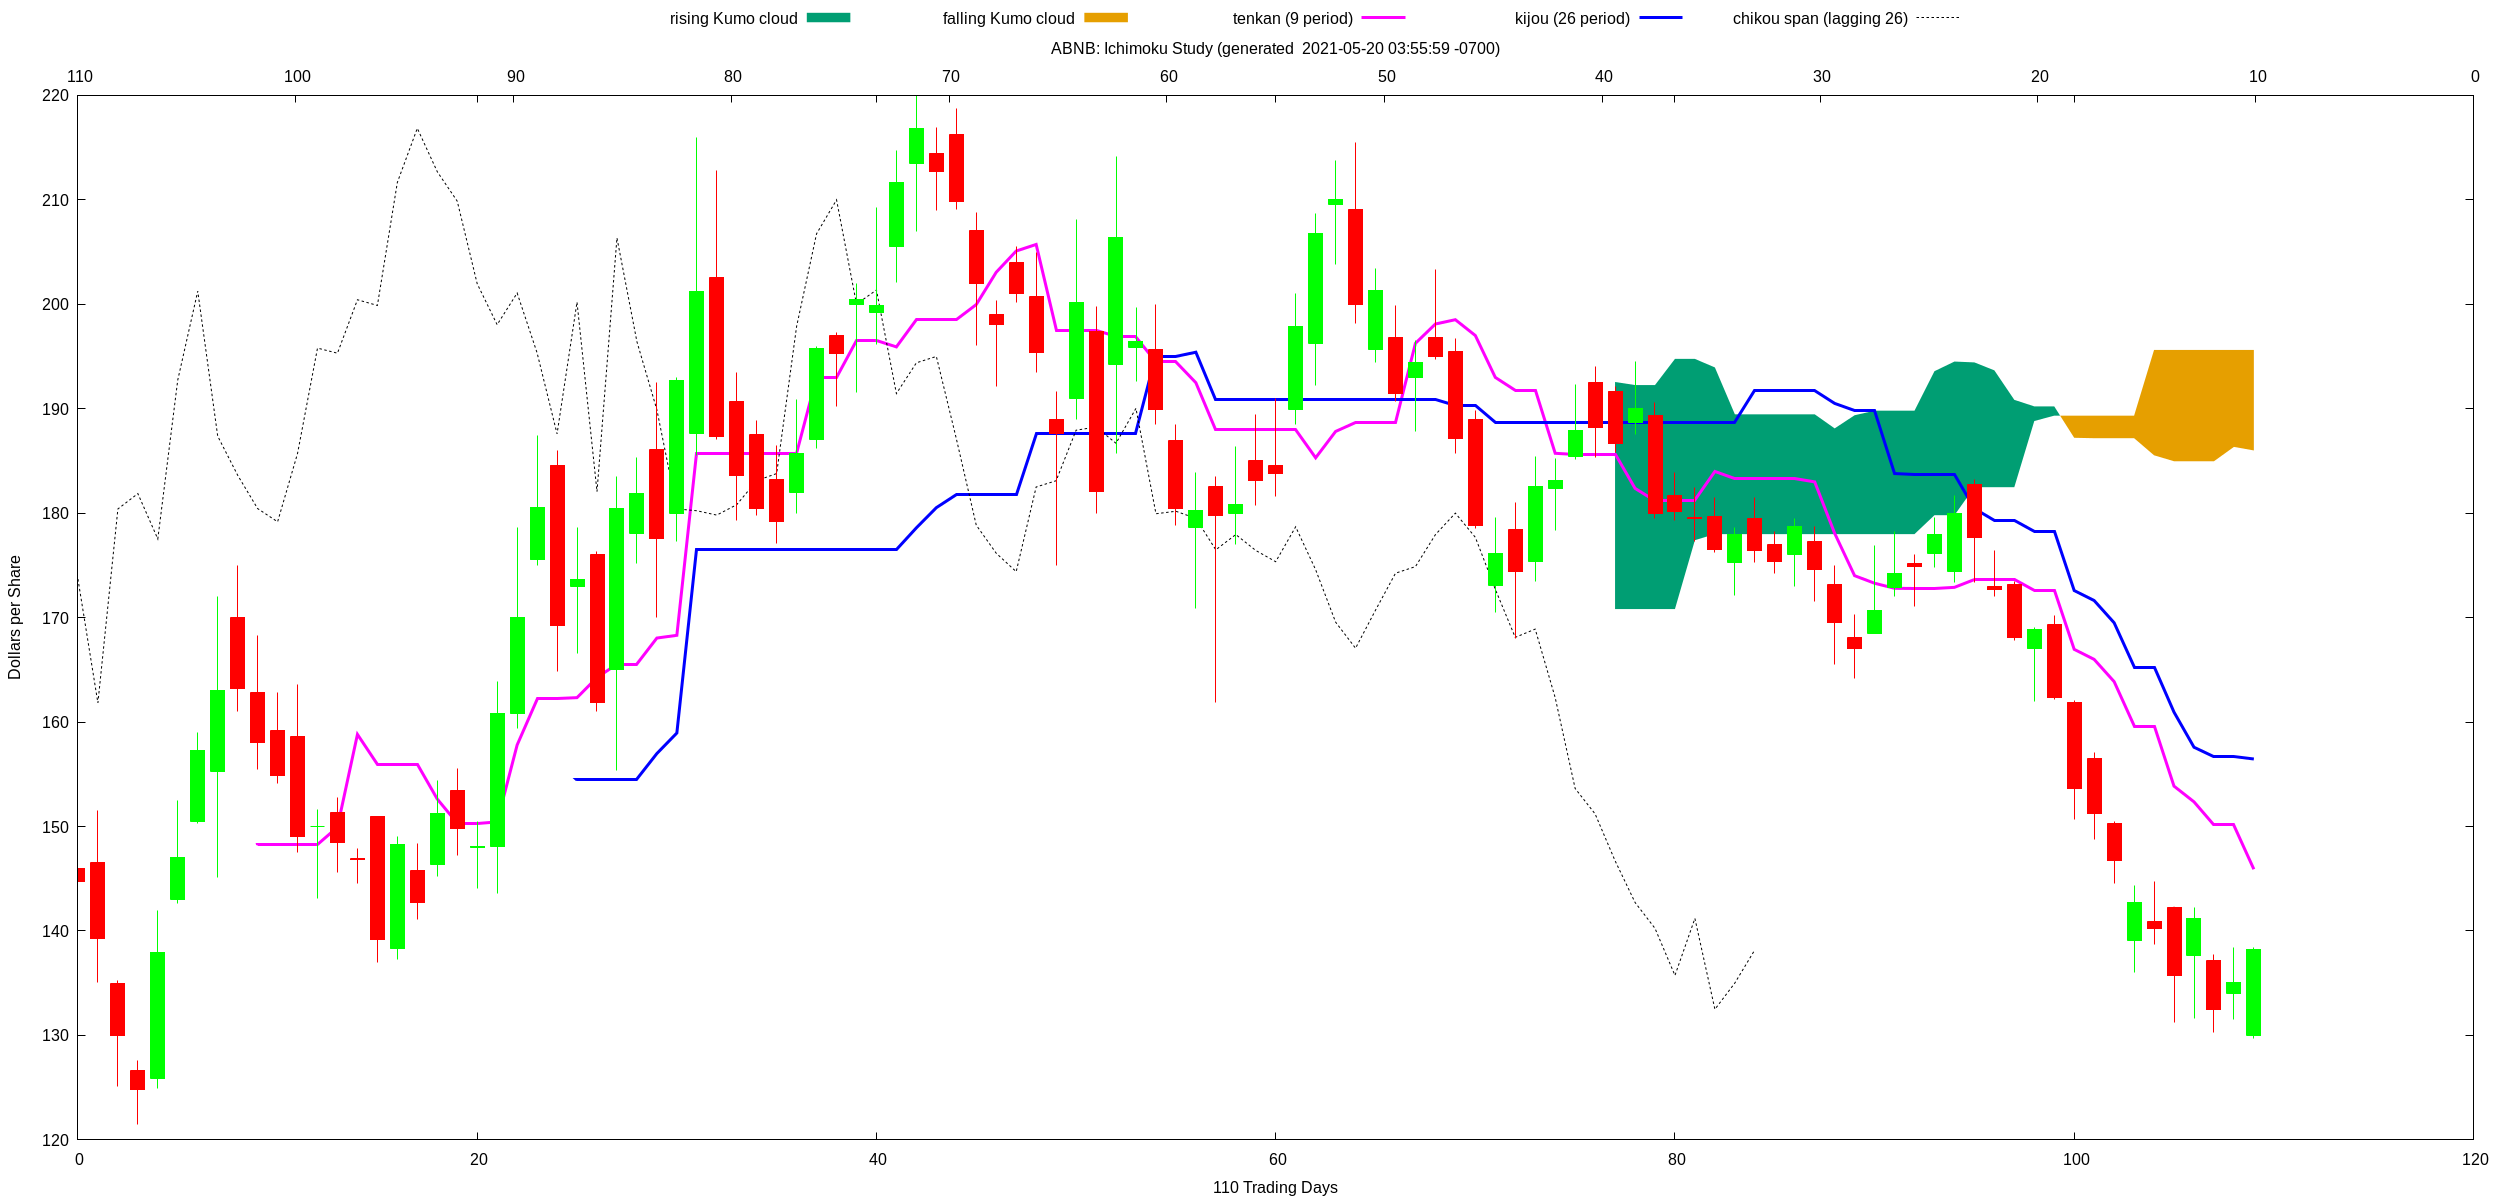 rising Kumo cloud falling Kumo cloud tenkan (9 period) kijou (26 period) chikou span (lagging 26)
ABNB: Ichimoku Study (generated  2021-05-20 03:55:59 -0700)
110 100 90 80 70 60 50 40 30 20 10 0
220
210
200
190
180
170
160
150
140
130
120
Dollars per Share
0 20 40 60 80 100 120
110 Trading Days